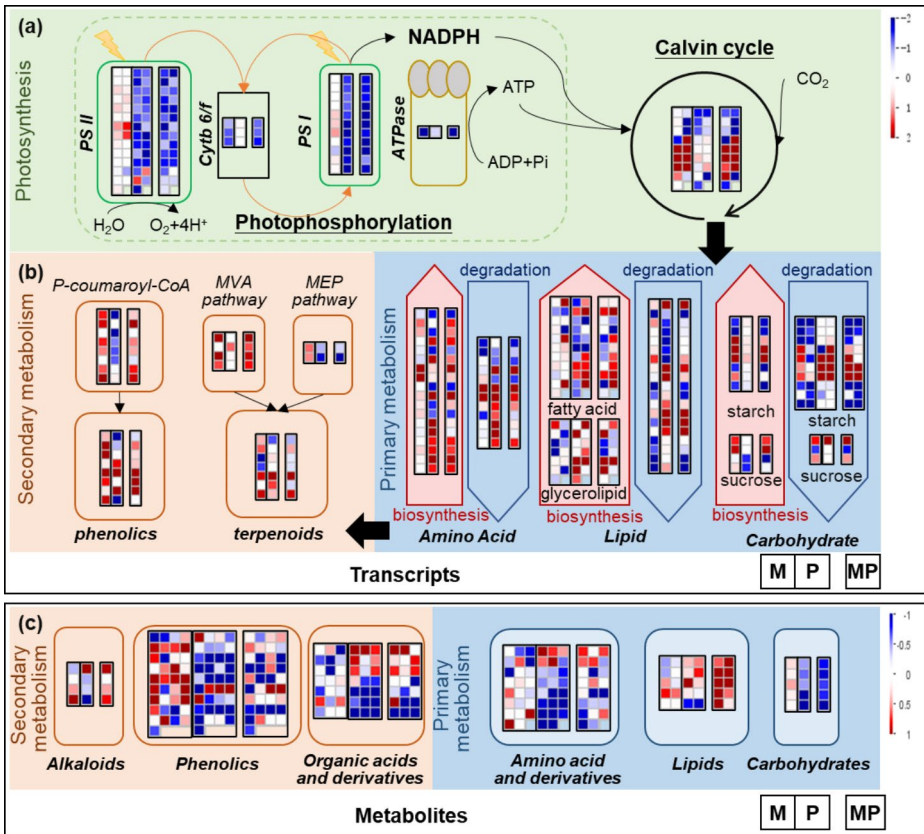 (a)
-2
-1
0
1
2
Photosynthesis
PS II
Cytb 6/f
PS I
NADPH
ATPase
ATP
ADP+Pi
H₂O
O₂+4H⁺
Photophosphorylation
Calvin cycle
CO₂
(b)
Secondary metabolism
P-coumaroyl-CoA
MVA
pathway
MEP
pathway
phenolics
terpenoids
Primary metabolism
degradation
degradation
degradation
fatty acid
glycerolipid
starch
sucrose
starch
sucrose
biosynthesis
biosynthesis
biosynthesis
Amino Acid
Lipid
Carbohydrate
Transcripts
M
P
MP
(c)
-1
-0.5
0
0.5
1
Secondary
metabolism
Alkaloids
Phenolics
Organic acids
and derivatives
Primary
metabolism
Amino acid
and derivatives
Lipids
Carbohydrates
Metabolites
M
P
MP